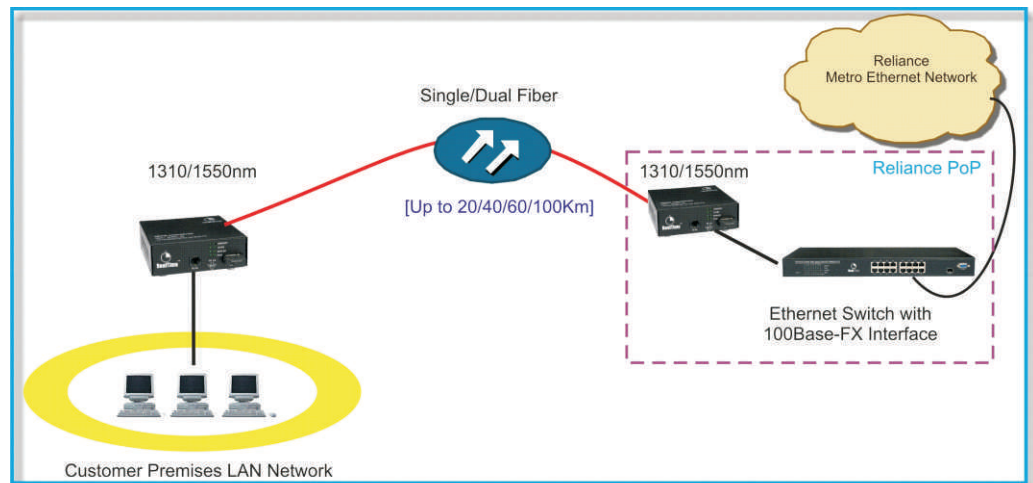 Reliance
Metro Ethernet Network
Single/Dual Fiber
1310/1550nm
1310/1550nm
Reliance PoP
[Up to 20/40/60/100Km]
Ethernet Switch with
100Base-FX Interface
Customer Premises LAN Network